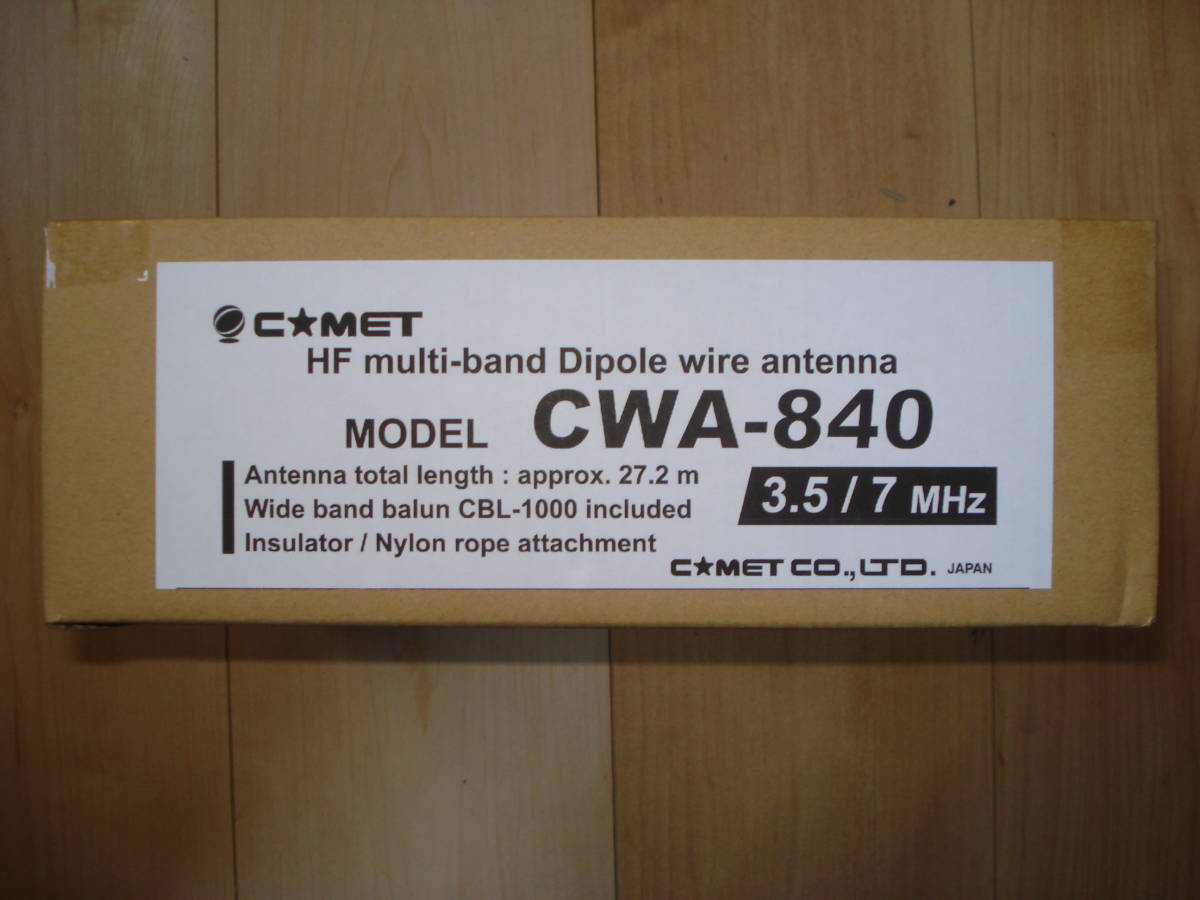 C★MET
HF multi-band Dipole wire antenna
MODEL CWA-840
Antenna total length : approx. 27.2 m
Wide band balun CBL-1000 included
Insulator / Nylon rope attachment
3.5 / 7 MHz
C★MET CO., LTD. JAPAN